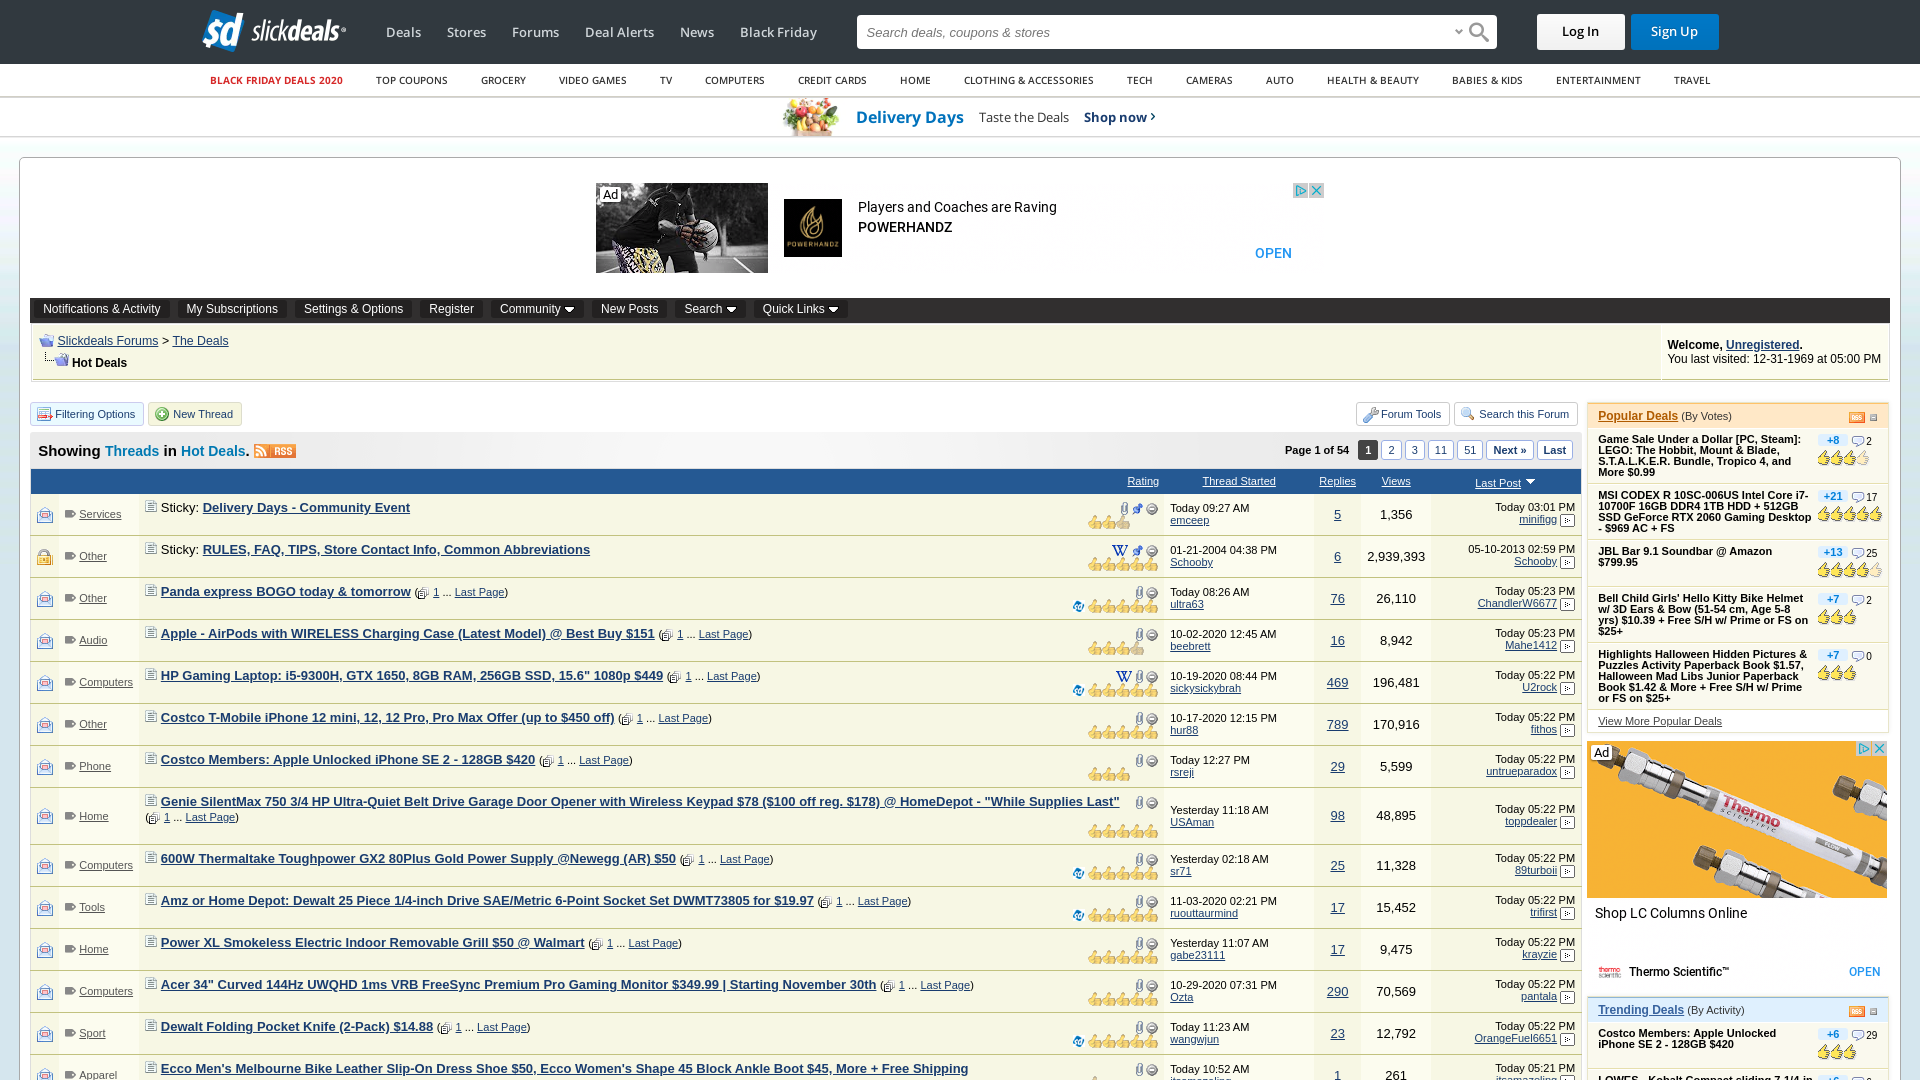 slickdeals
Deals Stores Forums Deal Alerts News Black Friday
Search deals, coupons & stores
Log In Sign Up
BLACK FRIDAY DEALS 2020 TOP COUPONS GROCERY VIDEO GAMES TV COMPUTERS CREDIT CARDS HOME CLOTHING & ACCESSORIES TECH CAMERAS AUTO HEALTH & BEAUTY BABIES & KIDS ENTERTAINMENT TRAVEL
Delivery Days Taste the Deals Shop now
Ad
POWERHANDZ
Players and Coaches are Raving
POWERHANDZ
OPEN
Notifications & Activity My Subscriptions Settings & Options Register Community New Posts Search Quick Links
Slickdeals Forums > The Deals
Hot Deals
Welcome, Unregistered.
You last visited: 12-31-1969 at 05:00 PM
Filtering Options New Thread Forum Tools Search this Forum
Showing Threads in Hot Deals. RSS
Page 1 of 54 1 2 3 11 51 Next » Last
Rating Thread Started Replies Views Last Post
Services Sticky: Delivery Days - Community Event Today 09:27 AM emceep 5 1,356 Today 03:01 PM minifigg
Other Sticky: RULES, FAQ, TIPS, Store Contact Info, Common Abbreviations 01-21-2004 04:38 PM Schooby 6 2,939,393 05-10-2013 02:59 PM Schooby
Other Panda express BOGO today & tomorrow ( 1 ... Last Page) Today 08:26 AM ultra63 76 26,110 Today 05:23 PM ChandlerW6677
Audio Apple - AirPods with WIRELESS Charging Case (Latest Model) @ Best Buy $151 ( 1 ... Last Page) 10-02-2020 12:45 AM beebrett 16 8,942 Today 05:23 PM Mahe1412
Computers HP Gaming Laptop: i5-9300H, GTX 1650, 8GB RAM, 256GB SSD, 15.6" 1080p $449 ( 1 ... Last Page) 10-19-2020 08:44 PM sickysickybrah 469 196,481 Today 05:22 PM U2rock
Other Costco T-Mobile iPhone 12 mini, 12, 12 Pro, Pro Max Offer (up to $450 off) ( 1 ... Last Page) 10-17-2020 12:15 PM hur88 789 170,916 Today 05:22 PM fithos
Phone Costco Members: Apple Unlocked iPhone SE 2 - 128GB $420 ( 1 ... Last Page) Today 12:27 PM rsreji 29 5,599 Today 05:22 PM untrueparadox
Home Genie SilentMax 750 3/4 HP Ultra-Quiet Belt Drive Garage Door Opener with Wireless Keypad $78 ($100 off reg. $178) @ HomeDepot - "While Supplies Last"
( 1 ... Last Page) Yesterday 11:18 AM USAman 98 48,895 Today 05:22 PM toppdealer
Computers 600W Thermaltake Toughpower GX2 80Plus Gold Power Supply @Newegg (AR) $50 ( 1 ... Last Page) Yesterday 02:18 AM sr71 25 11,328 Today 05:22 PM 89turboii
Tools Amz or Home Depot: Dewalt 25 Piece 1/4-inch Drive SAE/Metric 6-Point Socket Set DWMT73805 for $19.97 ( 1 ... Last Page) 11-03-2020 02:21 PM ruouttaurmind 17 15,452 Today 05:22 PM trifirst
Home Power XL Smokeless Electric Indoor Removable Grill $50 @ Walmart ( 1 ... Last Page) Yesterday 11:07 AM gabe23111 17 9,475 Today 05:22 PM krayzie
Computers Acer 34" Curved 144Hz UWQHD 1ms VRB FreeSync Premium Pro Gaming Monitor $349.99 | Starting November 30th ( 1 ... Last Page) 10-29-2020 07:31 PM Ozta 290 70,569 Today 05:22 PM pantala
Sport Dewalt Folding Pocket Knife (2-Pack) $14.88 ( 1 ... Last Page) Today 11:23 AM wangwjun 23 12,792 Today 05:22 PM OrangeFuel6651
Apparel Ecco Men's Melbourne Bike Leather Slip-On Dress Shoe $50, Ecco Women's Shape 45 Block Ankle Boot $45, More + Free Shipping Today 10:52 AM 1 261 Today 05:21 PM
Popular Deals (By Votes) RSS
Game Sale Under a Dollar [PC, Steam]: +8 2
LEGO: The Hobbit, Mount & Blade,
S.T.A.L.K.E.R. Bundle, Tropico 4, and
More $0.99
MSI CODEX R 10SC-006US Intel Core i7- +21 17
10700F 16GB DDR4 1TB HDD + 512GB
SSD GeForce RTX 2060 Gaming Desktop
- $969 AC + FS
JBL Bar 9.1 Soundbar @ Amazon +13 25
$799.95
Bell Child Girls' Hello Kitty Bike Helmet +7 2
w/ 3D Ears & Bow (51-54 cm, Age 5-8
yrs) $10.39 + Free S/H w/ Prime or FS on
$25+
Highlights Halloween Hidden Pictures & +7 0
Puzzles Activity Paperback Book $1.57,
Halloween Mad Libs Junior Paperback
Book $1.42 & More + Free S/H w/ Prime
or FS on $25+
View More Popular Deals
Ad
Thermo
SCIENTIFIC
FLOW
Shop LC Columns Online
thermo scientific
Thermo Scientific™ OPEN
Trending Deals (By Activity) RSS
Costco Members: Apple Unlocked +6 29
iPhone SE 2 - 128GB $420